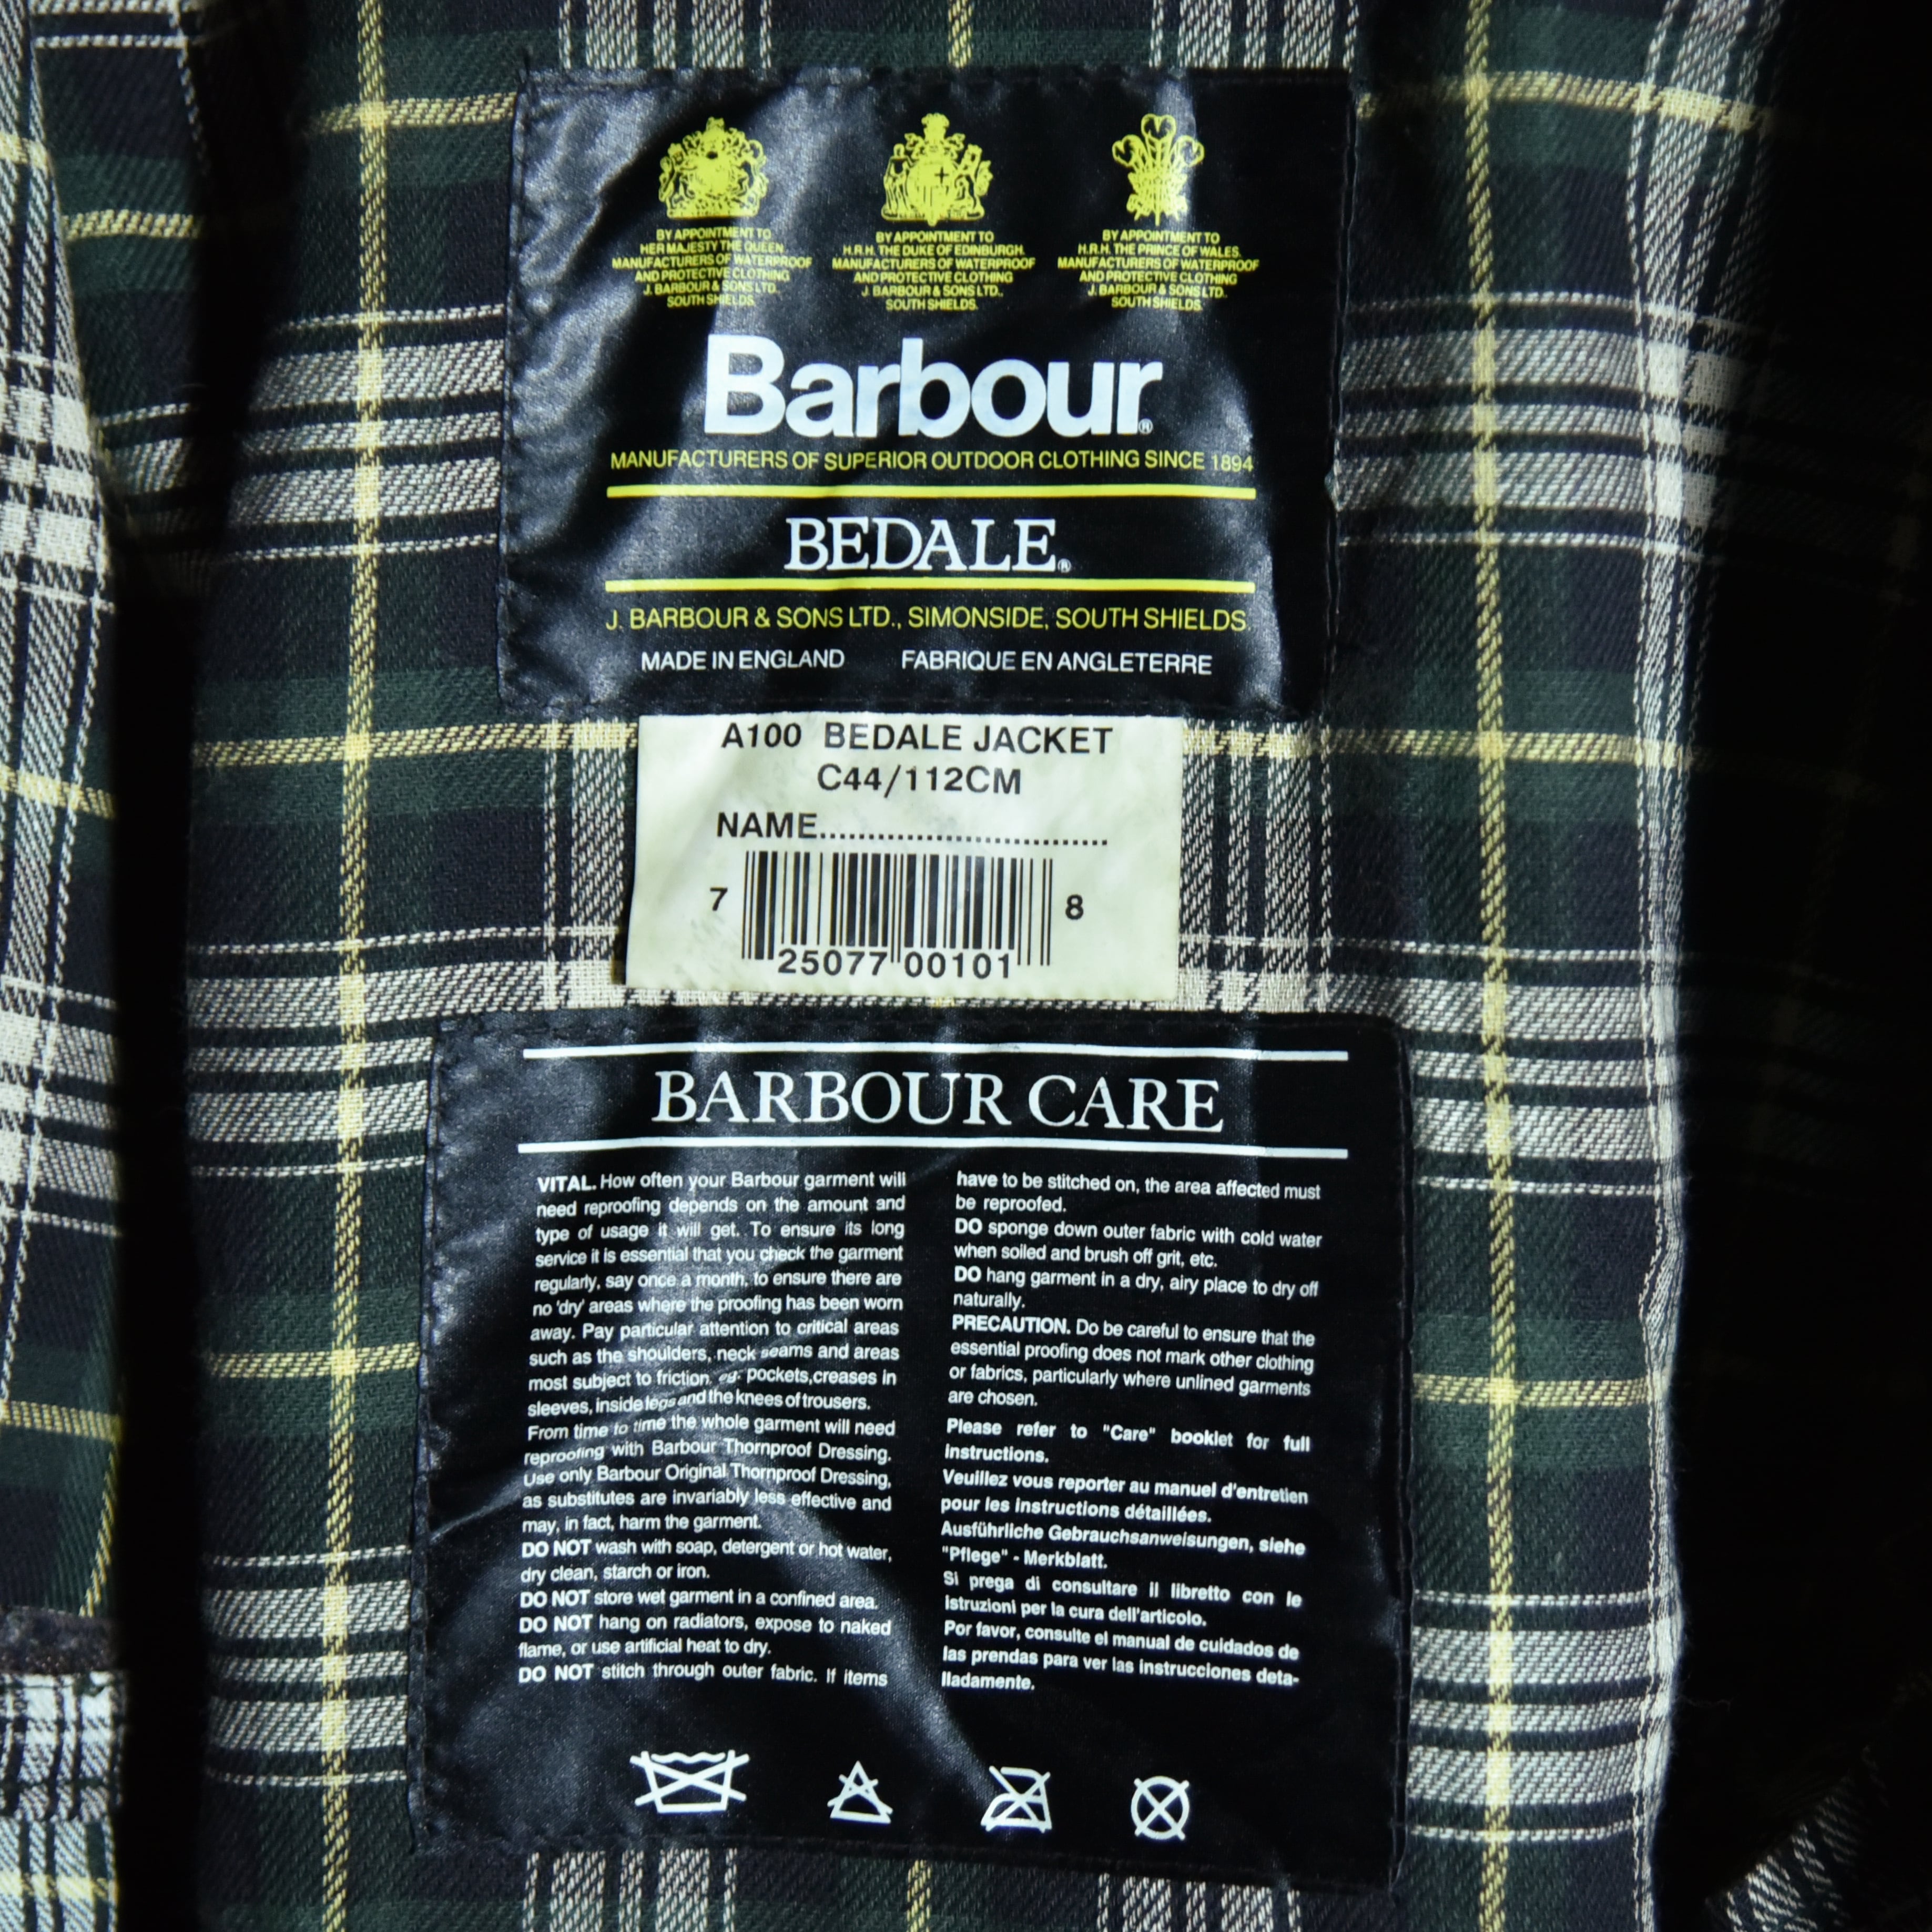 BY APPOINTMENT TO
HER MAJESTY THE QUEEN
MANUFACTURERS OF WATERPROOF
AND PROTECTIVE CLOTHING
J. BARBOUR & SONS LTD.
SOUTH SHIELDS.
BY APPOINTMENT TO
H.R.H. THE DUKE OF EDINBURGH.
MANUFACTURERS OF WATERPROOF
AND PROTECTIVE CLOTHING
J BARBOUR & SONS LTD.,
SOUTH SHIELDS.
BY APPOINTMENT TO
H.R.H. THE PRINCE OF WALES.
MANUFACTURERS OF WATERPROOF
AND PROTECTIVE CLOTHING
J. BARBOUR & SONS LTD..
SOUTH SHIELDS.
Barbour®
MANUFACTURERS OF SUPERIOR OUTDOOR CLOTHING SINCE 1894
BEDALE®
J. BARBOUR & SONS LTD., SIMONSIDE, SOUTH SHIELDS.
MADE IN ENGLAND FABRIQUE EN ANGLETERRE
A100 BEDALE JACKET
C44/112CM
NAME..............................
7 25077 00101 8
BARBOUR CARE
VITAL. How often your Barbour garment will
need reproofing depends on the amount and
type of usage it will get. To ensure its long
service it is essential that you check the garment
regularly, say once a month, to ensure there are
no 'dry' areas where the proofing has been worn
away. Pay particular attention to critical areas
such as the shoulders, neck seams and areas
most subject to friction, eg: pockets,creases in
sleeves, inside legs and the knees of trousers.
From time to time the whole garment will need
reproofing with Barbour Thornproof Dressing.
Use only Barbour Original Thornproof Dressing,
as substitutes are invariably less effective and
may, in fact, harm the garment.
DO NOT wash with soap, detergent or hot water,
dry clean, starch or iron.
DO NOT store wet garment in a confined area.
DO NOT hang on radiators, expose to naked
flame, or use artificial heat to dry.
DO NOT stitch through outer fabric. If items
have to be stitched on, the area affected must
be reproofed.
DO sponge down outer fabric with cold water
when soiled and brush off grit, etc.
DO hang garment in a dry, airy place to dry off
naturally.
PRECAUTION. Do be careful to ensure that the
essential proofing does not mark other clothing
or fabrics, particularly where unlined garments
are chosen.
Please refer to "Care" booklet for full
instructions.
Veuillez vous reporter au manuel d'entretien
pour les instructions détaillées.
Ausführliche Gebrauchsanweisungen, siehe
"Pflege" - Merkblatt.
Si prega di consultare il libretto con le
istruzioni per la cura dell'articolo.
Por favor, consulte el manual de cuidados de
las prendas para ver las instrucciones deta-
lladamente.